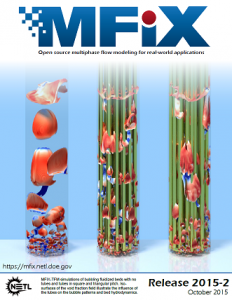 MFiX
Open source multiphase flow modeling for real-world applications
https://mfix.netl.doe.gov
NETL
MFIX-TFM simulations of bubbling fluidized beds with no
tubes and tubes in square and triangular pitch. Iso-
surfaces of the void fraction field illustrate the influence of
the tubes on the bubble patterns and bed hydrodynamics.
Release 2015-2
October 2015